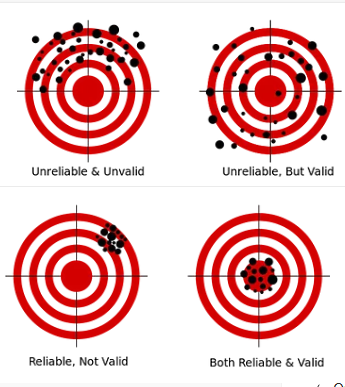 Unreliable & Unvalid
Unreliable, But Valid
Reliable, Not Valid
Both Reliable & Valid